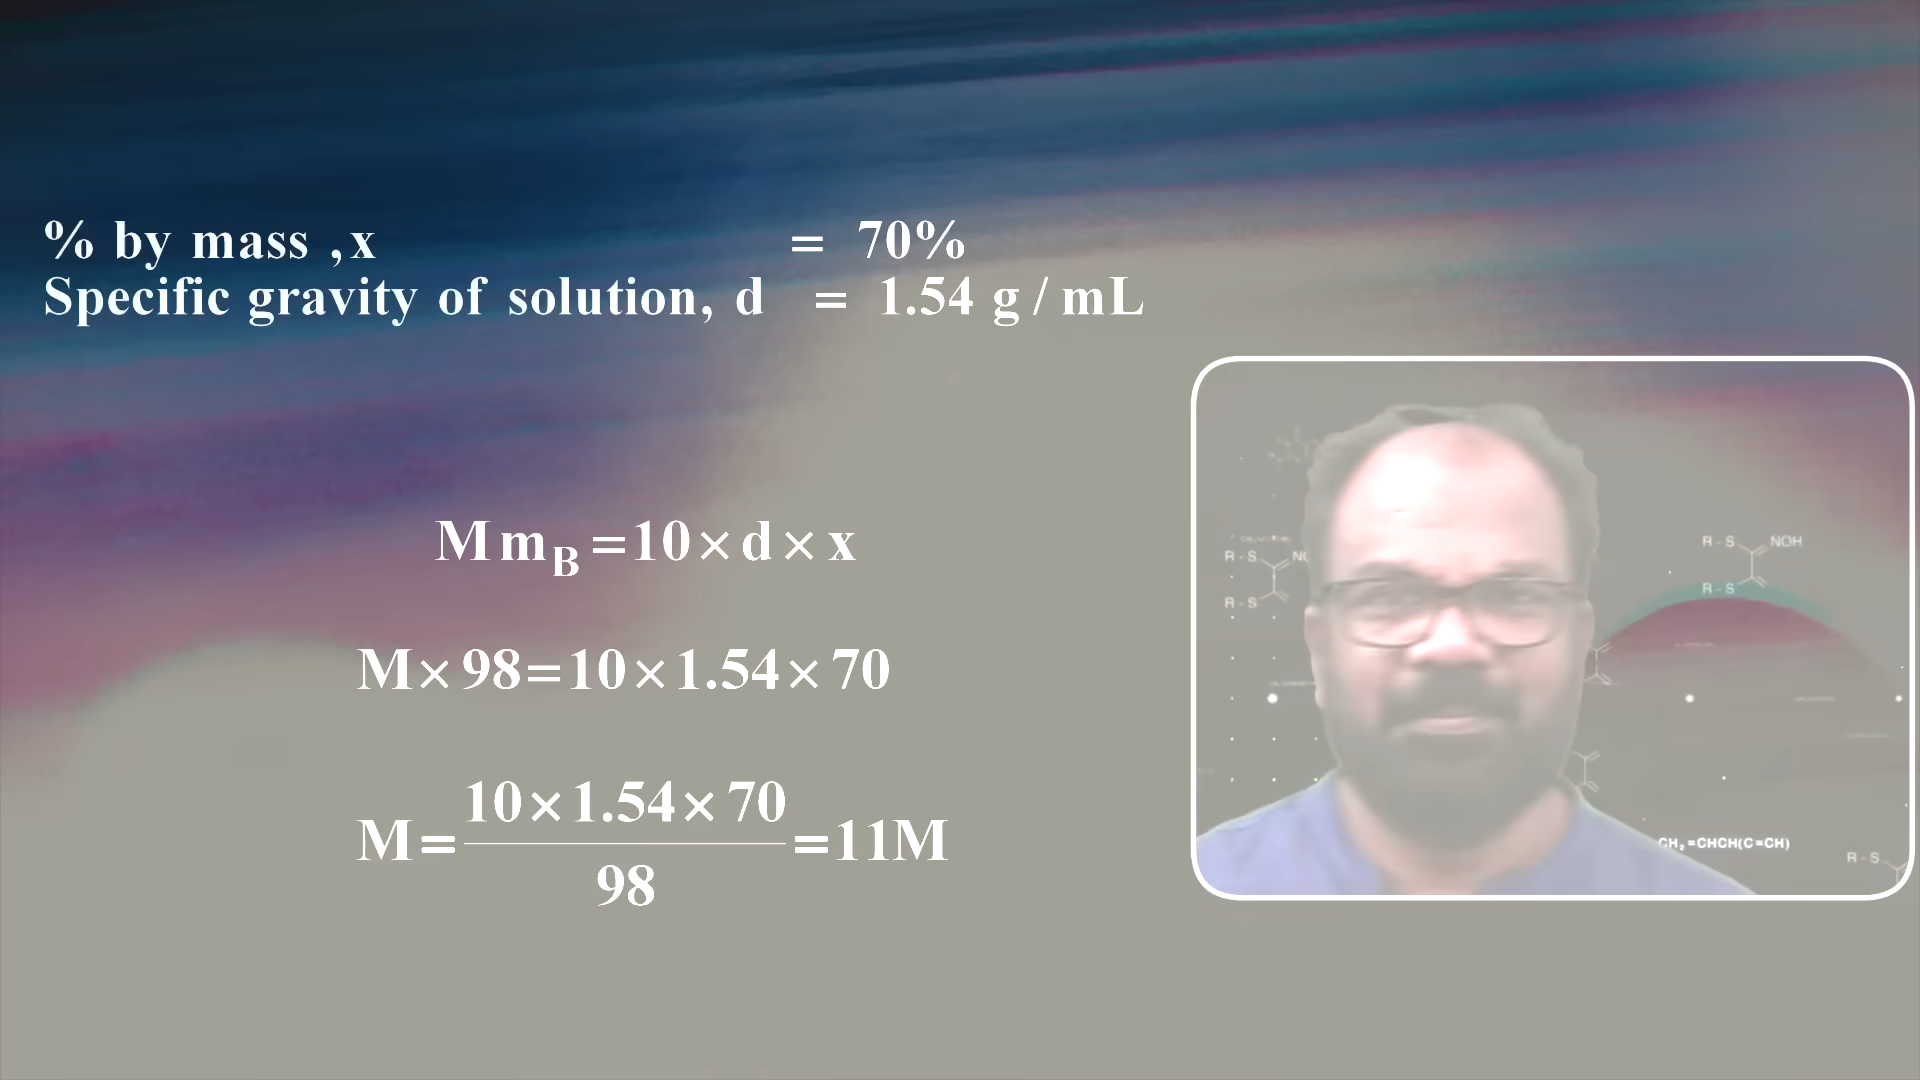 % by mass ,x = 70%
Specific gravity of solution, d = 1.54 g / mL
M m_B =10×d×x
M×98=10×1.54×70
M=10×1.54×70/98=11M
R-S NOH
R-S N
R-S
R-S
CH₂=CHCH(C=CH)
R-S